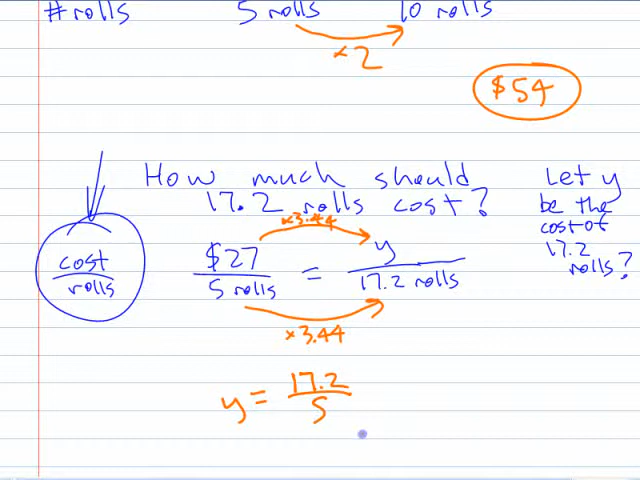 # rolls 5 rolls 10 rolls
×2
$54
How much should
17.2 rolls cost?
Let y
be the
cost of
17.2
rolls?
×3.44
cost
rolls
$27
5 rolls
=
y
17.2 rolls
×3.44
y = 17.2
5